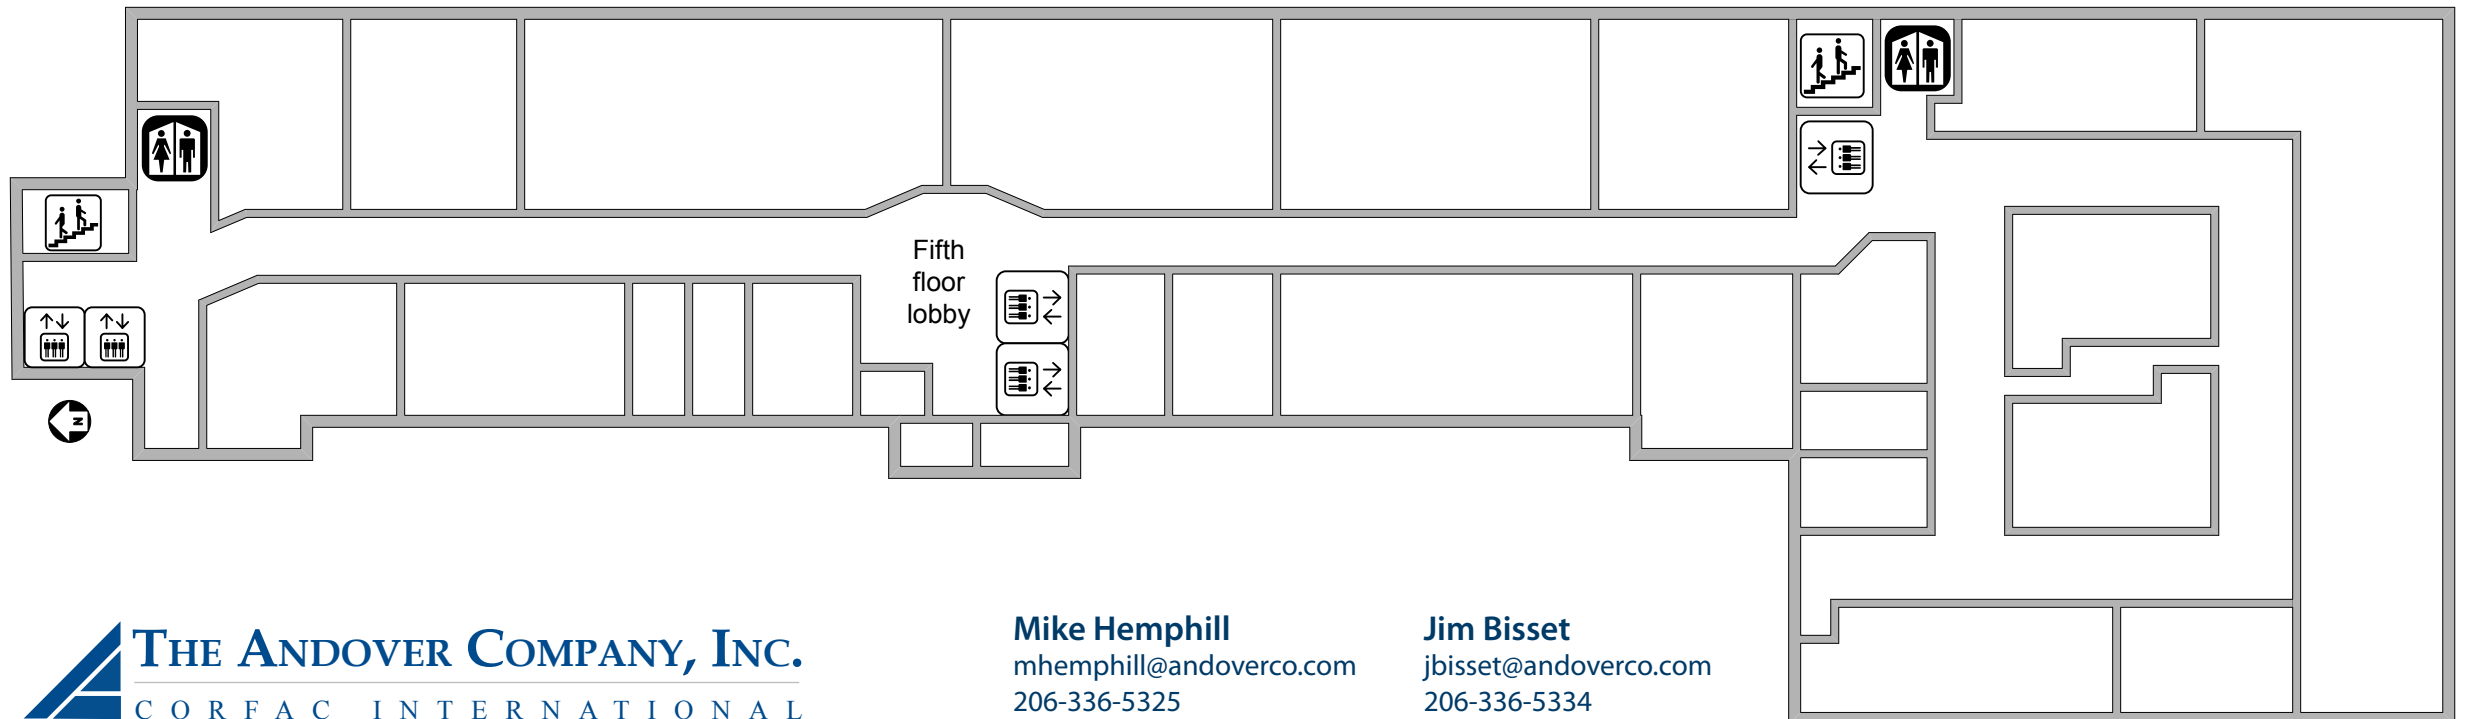 Fifth
floor
lobby
N
THE ANDOVER COMPANY, INC.
CORFAC INTERNATIONAL
Mike Hemphill
mhemphill@andoverco.com
206-336-5325
Jim Bisset
jbisset@andoverco.com
206-336-5334